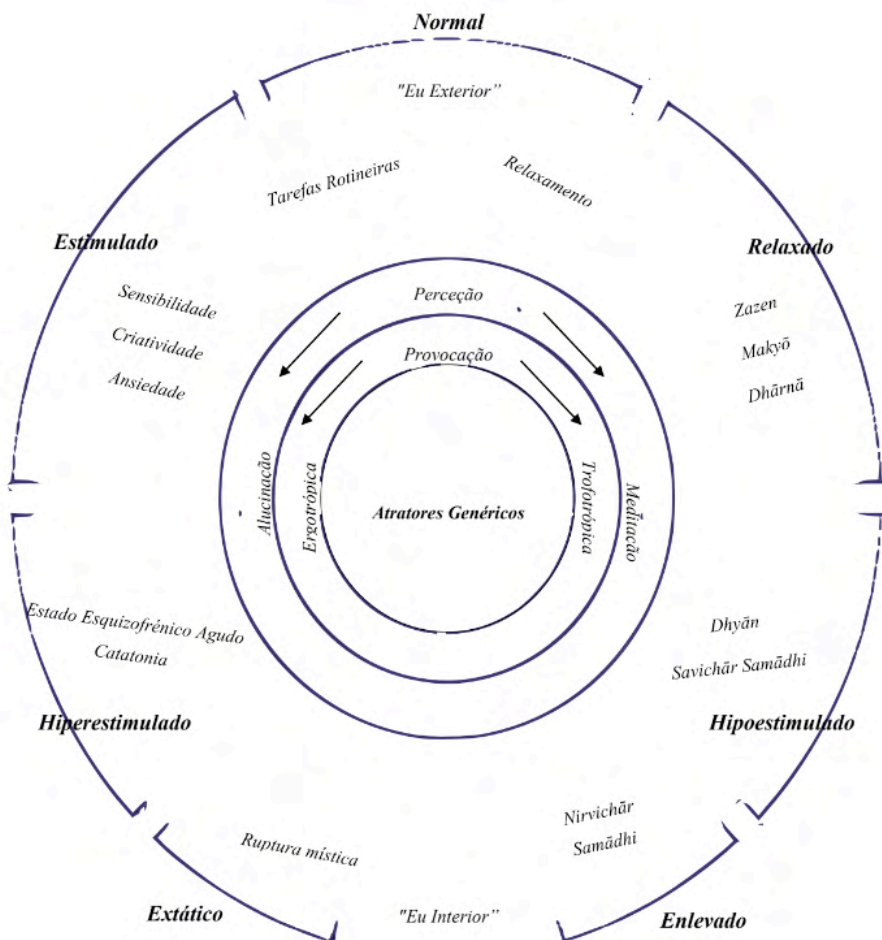 Normal
"Eu Exterior”
Tarefas Rotineiras
Relaxamento
Estimulado
Relaxado
Sensibilidade
Criatividade
Ansiedade
Zazen
Makyō
Dhārnā
Perceção
Provocação
Alucinação
Ergotrópica
Atratores Genéricos
Trofotrópica
Meditação
Estado Esquizofrénico Agudo
Catatonia
Dhyān
Savichār Samādhi
Hiperestimulado
Hipoestimulado
Ruptura mística
Nirvichār
Samādhi
Extático
"Eu Interior”
Enlevado